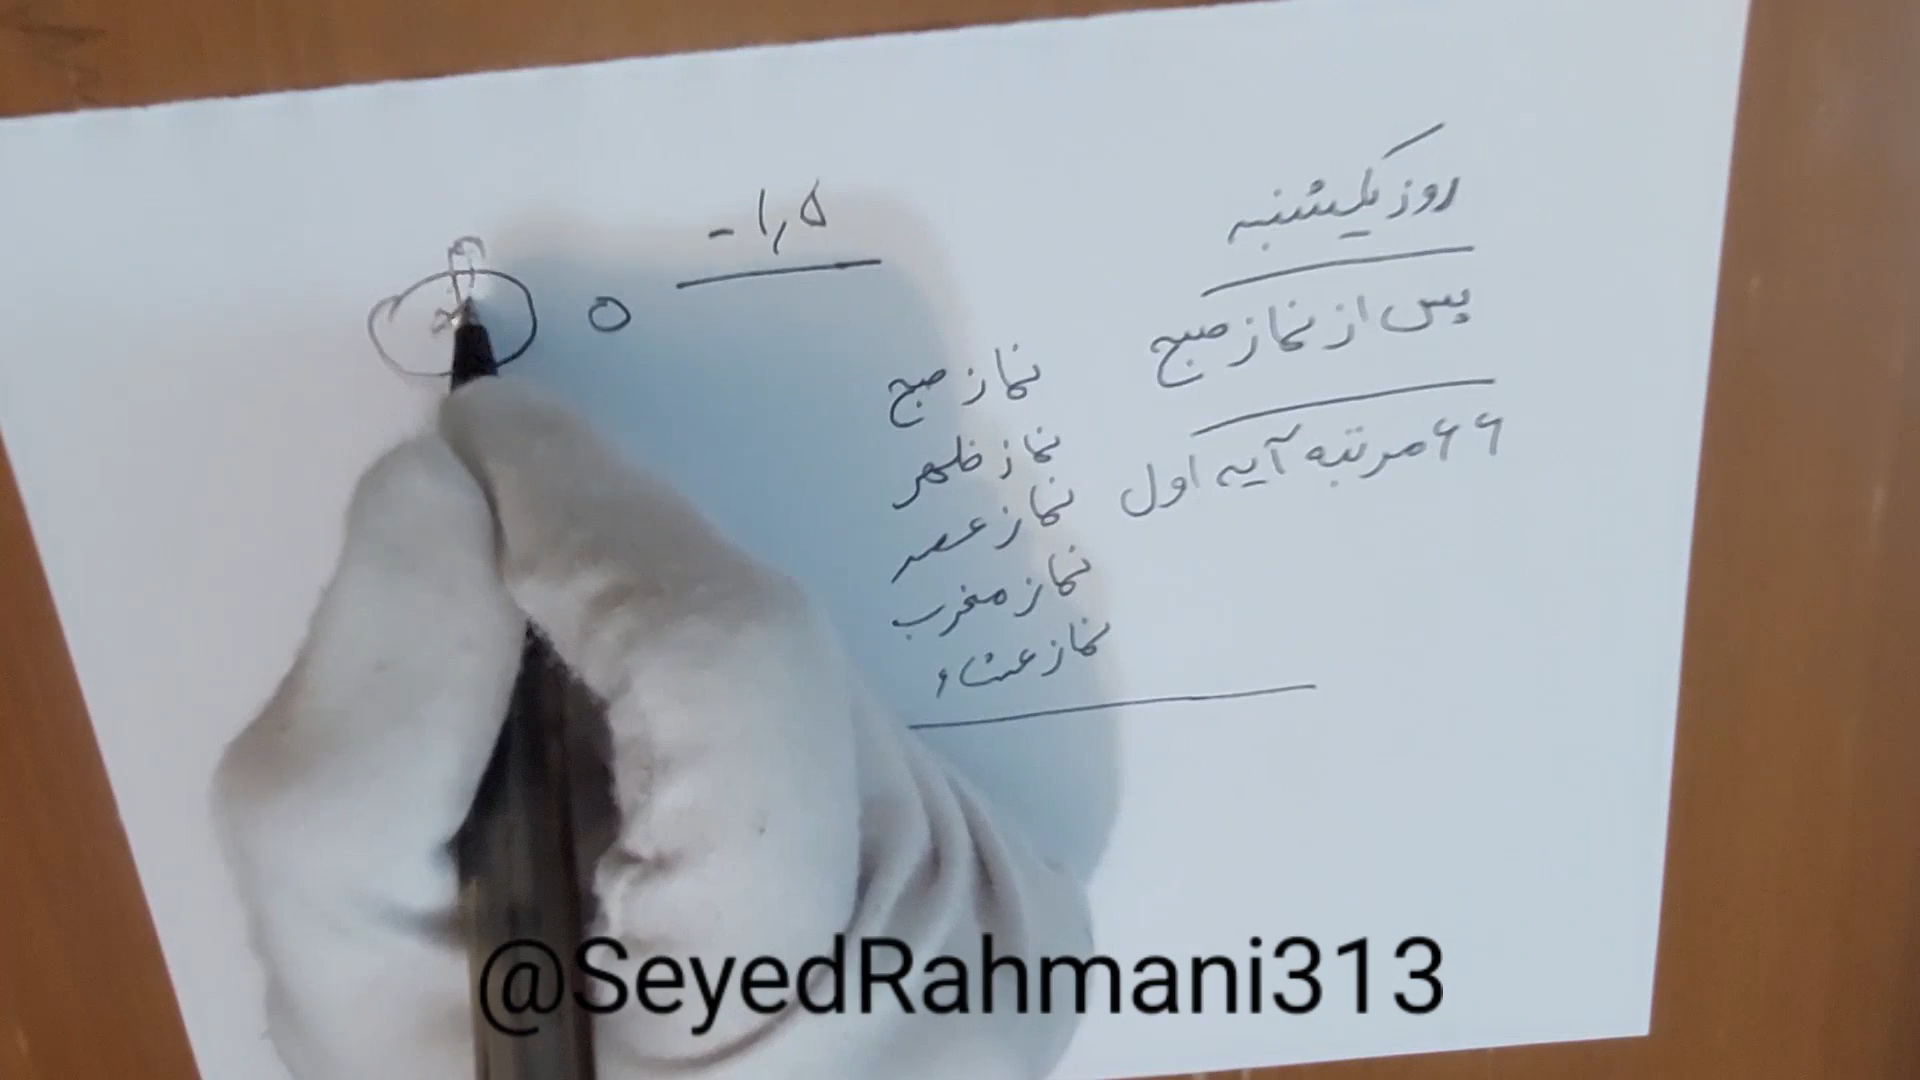 روز یکشنبه
پس از نماز صبح
۶۶ مرتبه آیه اول
نماز صبح
نماز ظهر
نماز عصر
نماز مغرب
نماز عشاء
- ۱,۵
@SeyedRahmani313